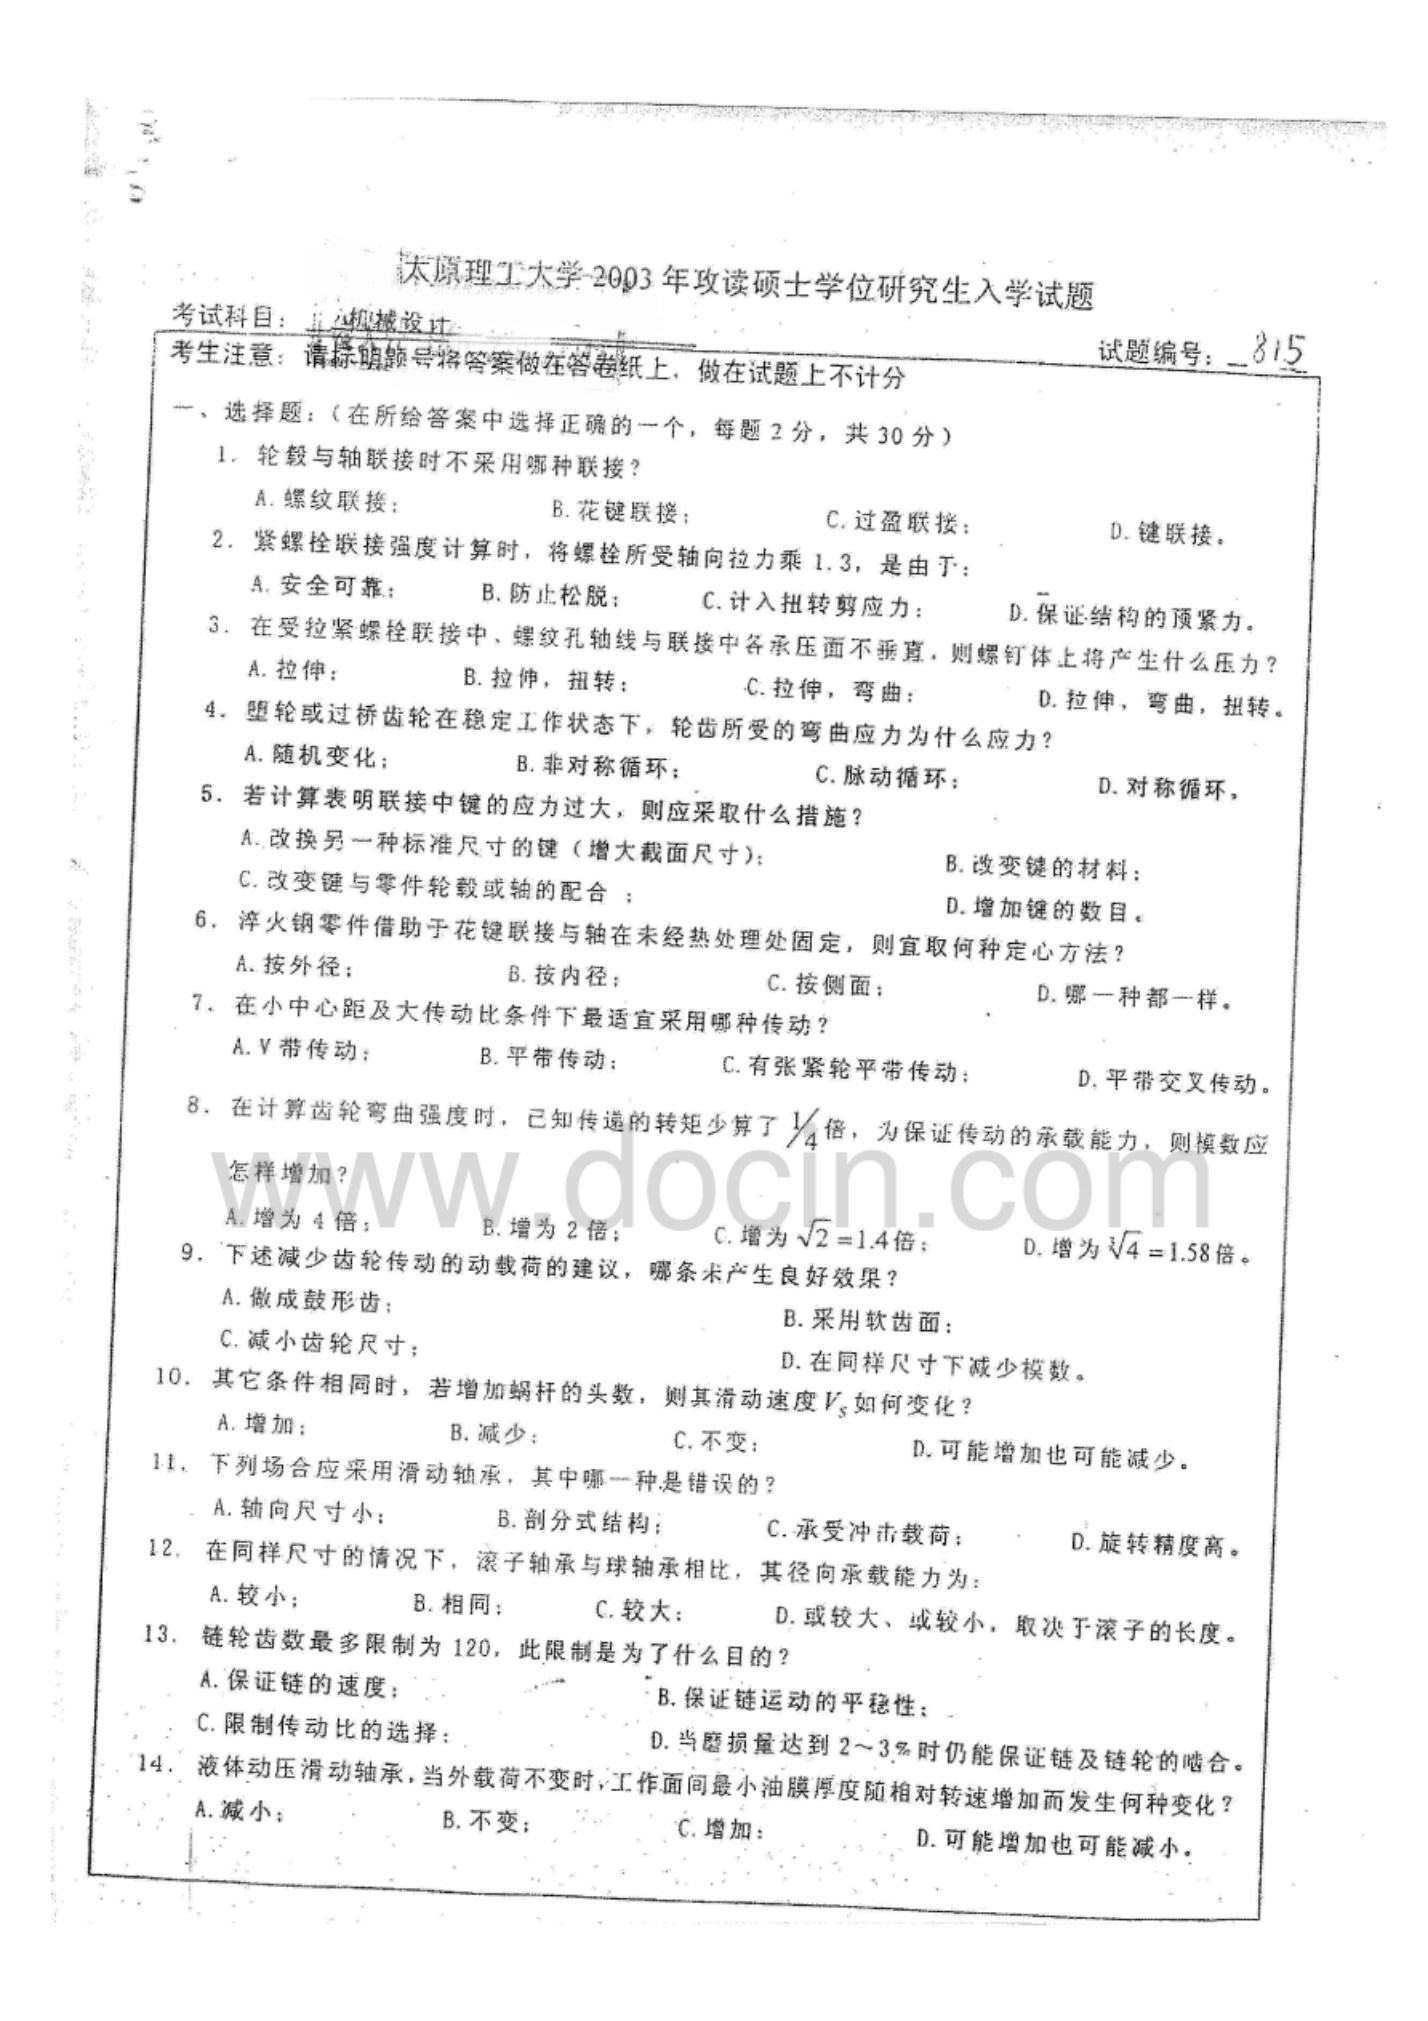 太原理工大学 2003 年攻读硕士学位研究生入学试题
考试科目： 机械设计
试题编号： 815
考生注意：请标明题号将答案做在答卷纸上，做在试题上不计分
一、选择题：（在所给答案中选择正确的一个，每题 2 分，共 30 分）
1. 轮毂与轴联接时不采用哪种联接？
A. 螺纹联接； B. 花键联接； C. 过盈联接； D. 键联接。
2. 紧螺栓联接强度计算时，将螺栓所受轴向拉力乘 1.3，是由于：
A. 安全可靠； B. 防止松脱； C. 计入扭转剪应力； D. 保证结构的预紧力。
3. 在受拉紧螺栓联接中、螺纹孔轴线与联接中各承压面不垂直，则螺钉体上将产生什么压力？
A. 拉伸； B. 拉伸，扭转； C. 拉伸，弯曲； D. 拉伸、弯曲，扭转。
4. 塑轮或过桥齿轮在稳定工作状态下，轮齿所受的弯曲应力为什么应力？
A. 随机变化； B. 非对称循环； C. 脉动循环； D. 对称循环。
5. 若计算表明联接中键的应力过大，则应采取什么措施？
A. 改换另一种标准尺寸的键（增大截面尺寸）； B. 改变键的材料；
C. 改变键与零件轮毂或轴的配合 ； D. 增加键的数目。
6. 淬火钢零件借助于花键联接与轴在未经热处理处固定，则宜取何种定心方法？
A. 按外径； B. 按内径； C. 按侧面； D. 哪一种都一样。
7. 在小中心距及大传动比条件下最适宜采用哪种传动？
A. V 带传动； B. 平带传动； C. 有张紧轮平带传动； D. 平带交叉传动。
8. 在计算齿轮弯曲强度时，已知传递的转矩少算了 1/4 倍，为保证传动的承载能力，则模数应
怎样增加？
A. 增为 4 倍； B. 增为 2 倍； C. 增为 √2 =1.4 倍； D. 增为 ∛4 =1.58 倍。
9. 下述减少齿轮传动的动载荷的建议，哪条未产生良好效果？
A. 做成鼓形齿； B. 采用软齿面；
C. 减小齿轮尺寸； D. 在同样尺寸下减少模数。
10. 其它条件相同时，若增加蜗杆的头数，则其滑动速度 Vs 如何变化？
A. 增加； B. 减少； C. 不变； D. 可能增加也可能减少。
11. 下列场合应采用滑动轴承，其中哪一种是错误的？
A. 轴向尺寸小； B. 剖分式结构； C. 承受冲击载荷； D. 旋转精度高。
12. 在同样尺寸的情况下，滚子轴承与球轴承相比，其径向承载能力为：
A. 较小； B. 相同； C. 较大； D. 或较大、或较小，取决于滚子的长度。
13. 链轮齿数最多限制为 120，此限制是为了什么目的？
A. 保证链的速度； B. 保证链运动的平稳性；
C. 限制传动比的选择； D. 当磨损量达到 2～3% 时仍能保证链及链轮的啮合。
14. 液体动压滑动轴承，当外载荷不变时，工作面间最小油膜厚度随相对转速增加而发生何种变化？
A. 减小； B. 不变； C. 增加； D. 可能增加也可能减小。
www.docin.com